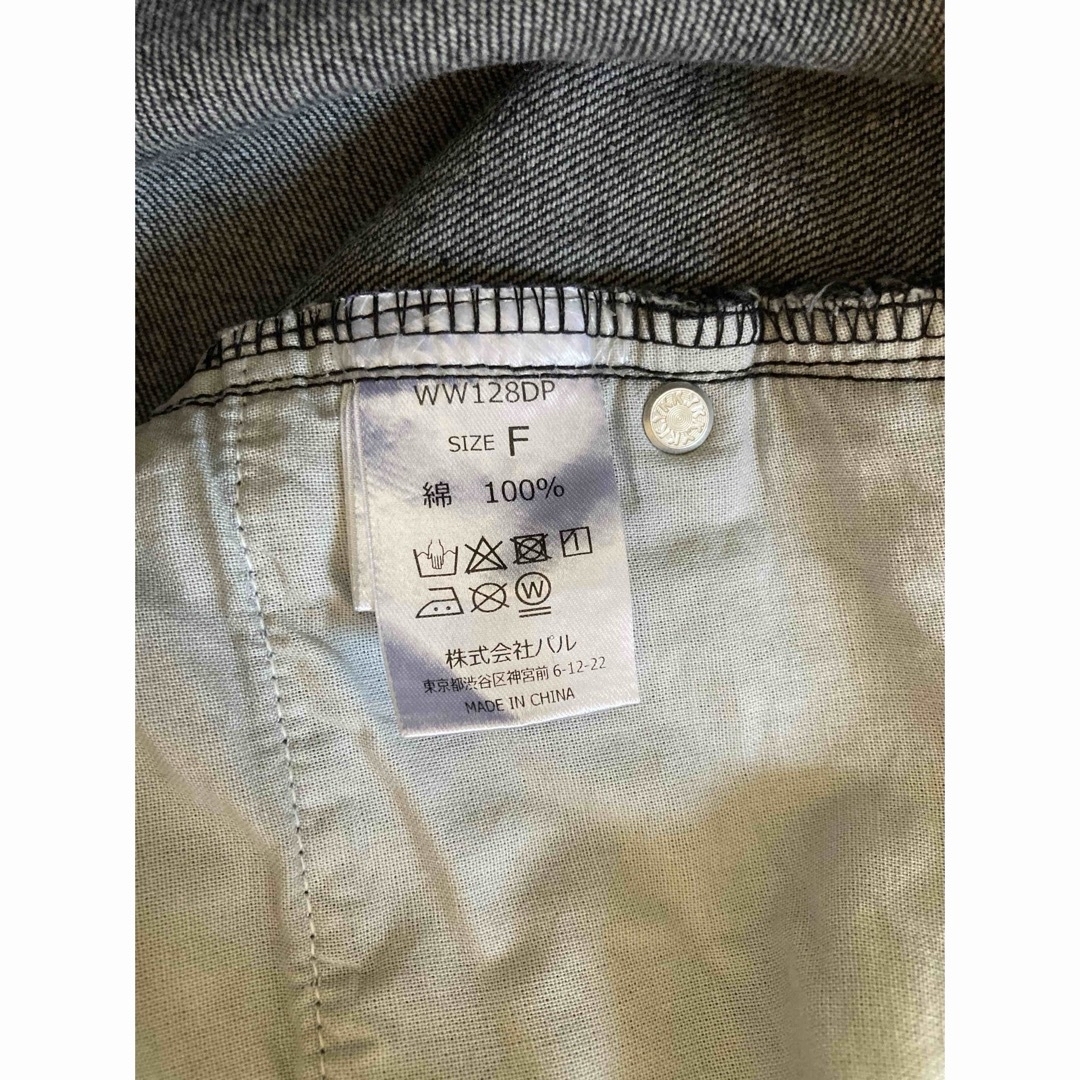 WW128DP
SIZE F
綿 100%
W
株式会社パル
東京都渋谷区神宮前 6-12-22
MADE IN CHINA